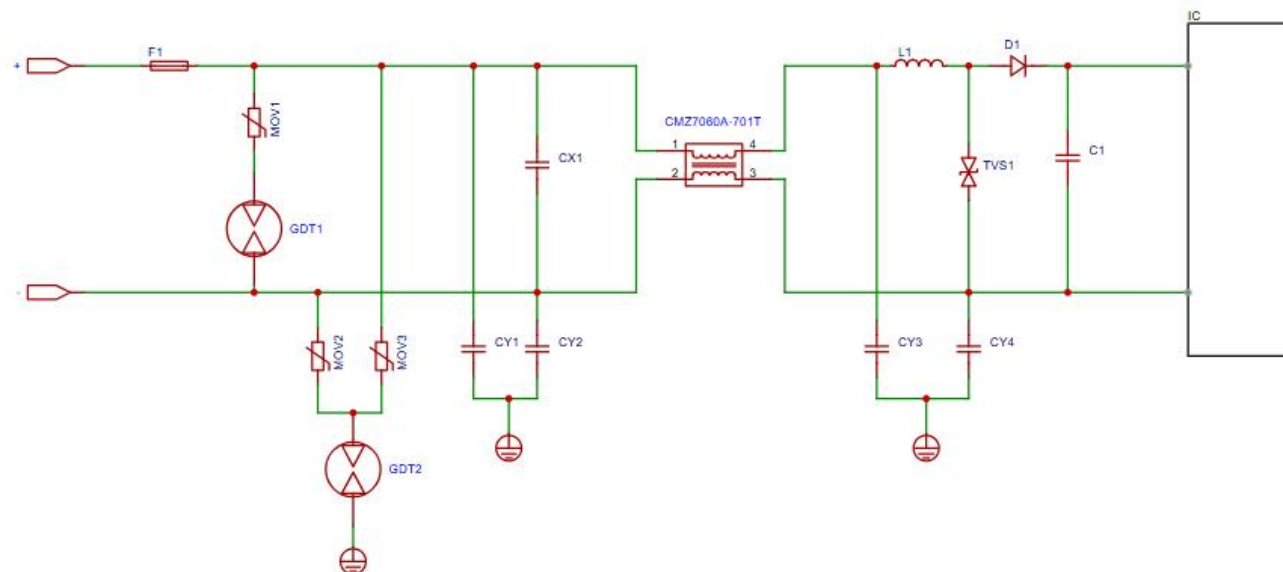 IC
F1
L1
D1
+
MOV1
CMZ7060A-701T
1
4
CX1
C1
TVS1
2
3
GDT1
-
MOV2
MOV3
CY1
CY2
CY3
CY4
GDT2